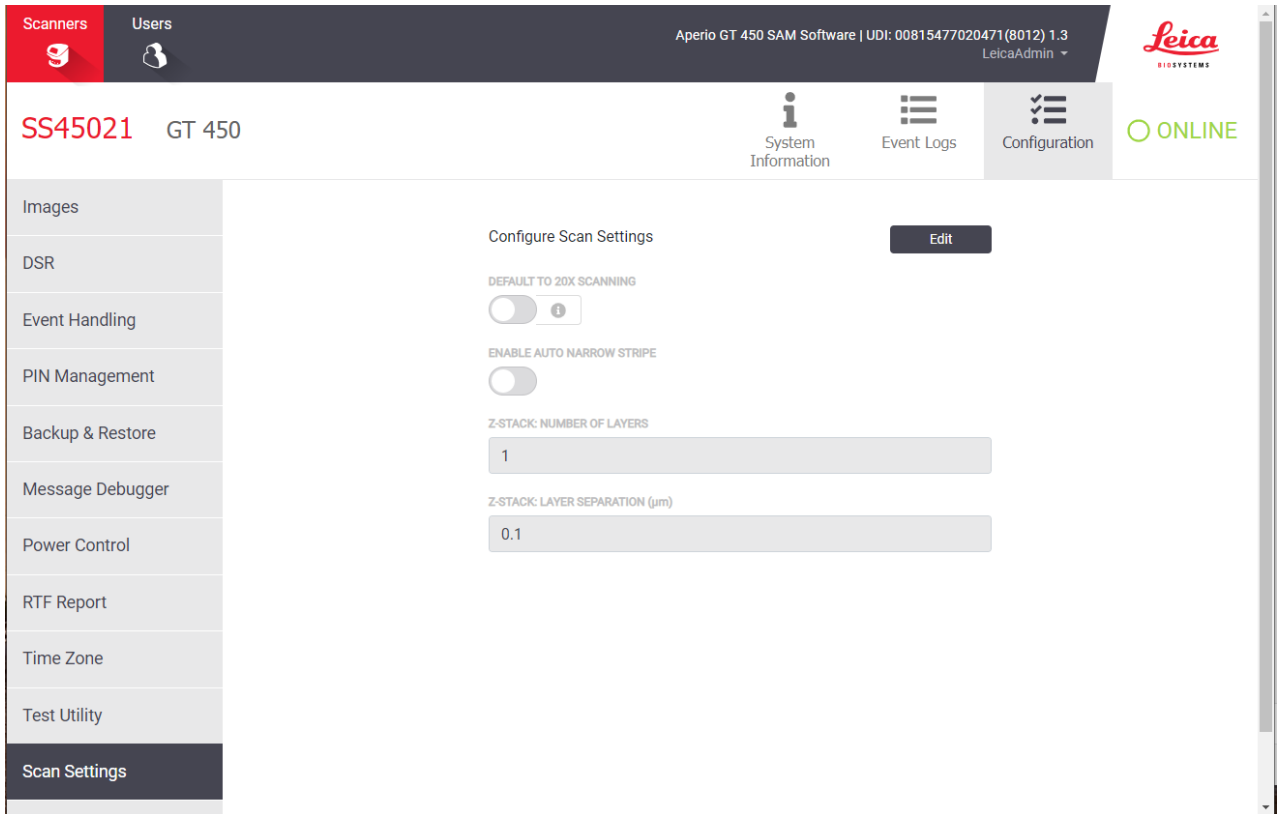 Scanners
Users
Aperio GT 450 SAM Software | UDI: 00815477020471(8012) 1.3
LeicaAdmin
Leica
BIOSYSTEMS
SS45021
GT 450
System
Information
Event Logs
Configuration
ONLINE
Images
DSR
Event Handling
PIN Management
Backup & Restore
Message Debugger
Power Control
RTF Report
Time Zone
Test Utility
Scan Settings
Configure Scan Settings
Edit
DEFAULT TO 20X SCANNING
ENABLE AUTO NARROW STRIPE
Z-STACK: NUMBER OF LAYERS
1
Z-STACK: LAYER SEPARATION (μm)
0.1